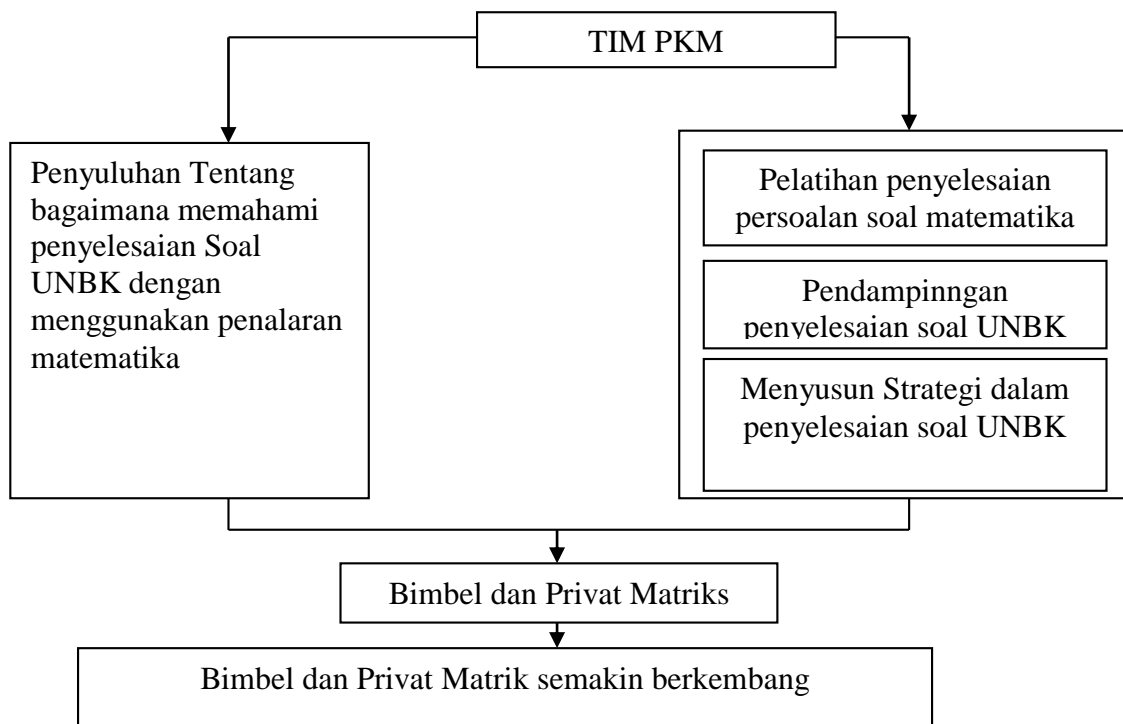 TIM PKM
Penyuluhan Tentang
bagaimana memahami
penyelesaian Soal
UNBK dengan
menggunakan penalaran
matematika
Pelatihan penyelesaian
persoalan soal matematika
Pendampinngan
penyelesaian soal UNBK
Menyusun Strategi dalam
penyelesaian soal UNBK
Bimbel dan Privat Matriks
Bimbel dan Privat Matrik semakin berkembang